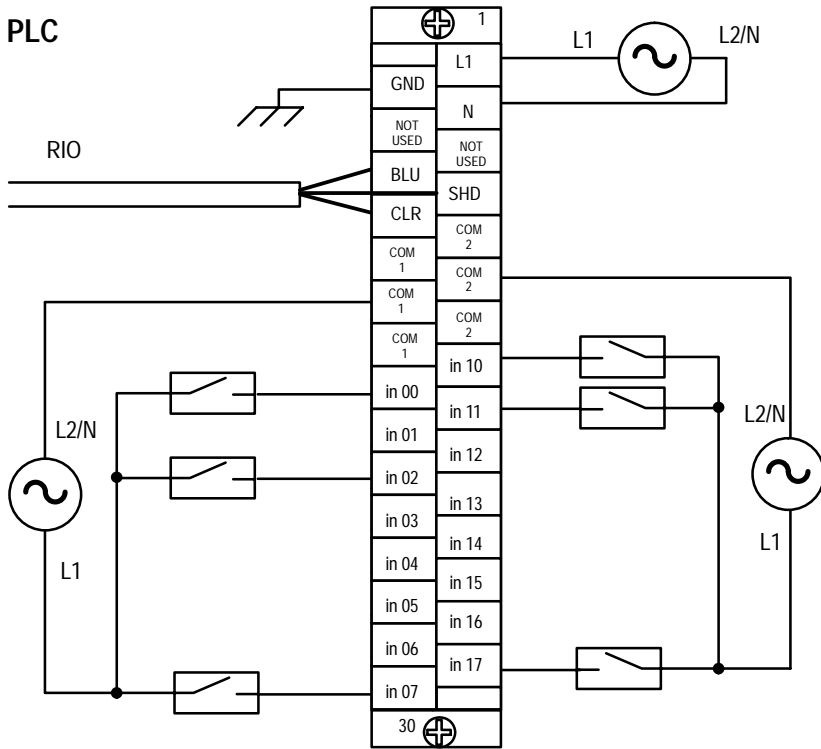 PLC
1
L1
L2/N
L1
GND
N
NOT
USED
NOT
USED
RIO
BLU
SHD
CLR
COM
2
COM
1
COM
2
COM
1
COM
2
COM
1
in 10
in 00
in 11
L2/N
L2/N
in 01
in 12
in 02
in 13
in 03
in 14
L1
L1
in 04
in 15
in 05
in 16
in 06
in 17
in 07
30